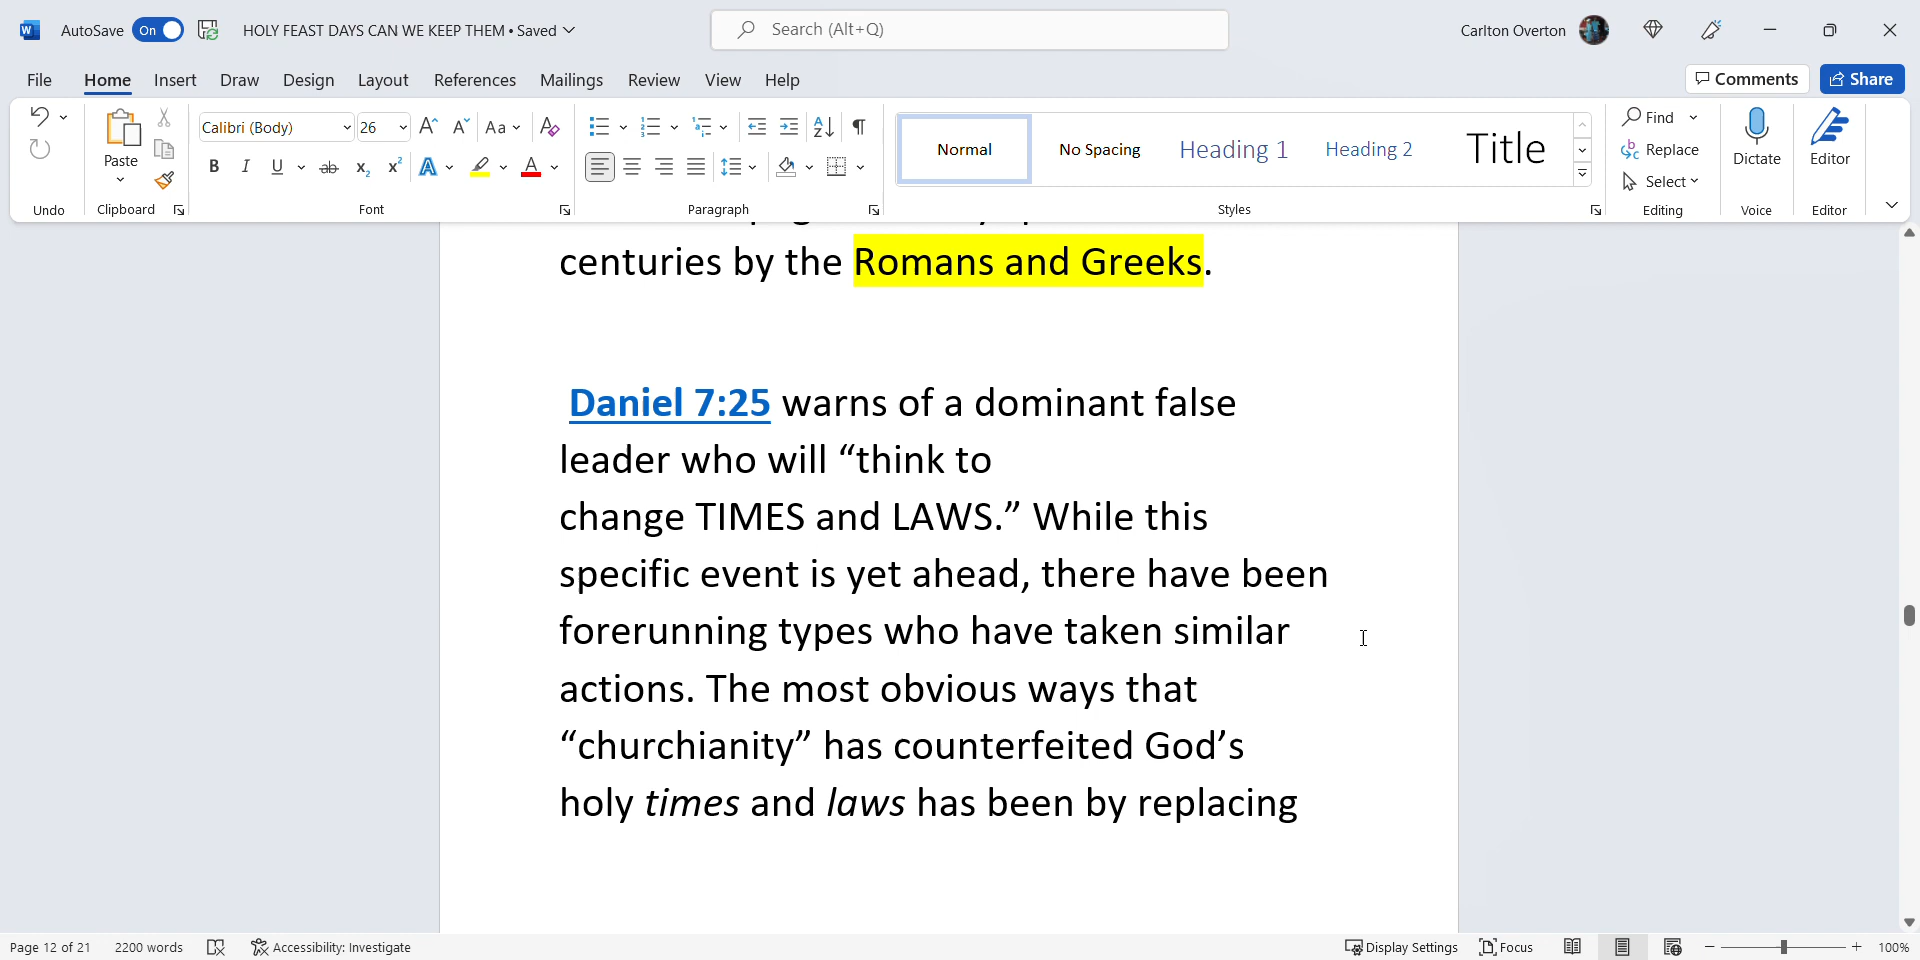 AutoSave On HOLY FEAST DAYS CAN WE KEEP THEM • Saved Search (Alt+Q) Carlton Overton
File Home Insert Draw Design Layout References Mailings Review View Help Comments Share
Calibri (Body) 26 Aa
Paste
Normal No Spacing Heading 1 Heading 2 Title
Find
Replace
Select
Dictate Editor
Undo Clipboard Font Paragraph Styles Editing Voice Editor
centuries by the Romans and Greeks.
Daniel 7:25 warns of a dominant false
leader who will “think to
change TIMES and LAWS.” While this
specific event is yet ahead, there have been
forerunning types who have taken similar
actions. The most obvious ways that
“churchianity” has counterfeited God’s
holy times and laws has been by replacing
Page 12 of 21 2200 words Accessibility: Investigate Display Settings Focus 100%